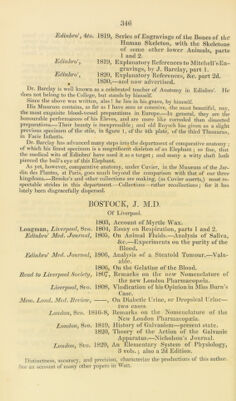 346
Edinbro', 4to. 1819, Series of Engravings of the Bones of the
Human Skeleton, with the Skeletons
of some other lower Animals, parts
1 and 2.
Edinbro', 1819, Explanatory References to Mitchell's En-
gravings, by J. Barclay, part 1.
Edinbro', 1820, Explanatory References, &c. part 2d.
1820,—and now advertised.
Dr. Barclay is well known as a celebrated teacher of Anatomy in Edinbro'. He
does not belong to the College, but stands by himself.
Since the above was written, alas! he lies in his grave, by himself.
His Museum contains, as far as I have seen or conceive, the most beautiful, nay,
the most exquisite blood-vessel preparations in Europe.—In general, they are the
honourable performances of his Elèves, and are more like corroded than dissected
preparations.—Their beauty is inexpressible; and old Ruysch has given us a slight
previous specimen of the stile, in figure 1, of the 4th plate, of the third Thesaurus,
in Facie Infantis.
Dr. Barclay has advanced many steps into the department of comparative anatomy;
of which his finest specimen is a magnificent skeleton of an Elephant; so fine, that
the medical wits of Edinbro' have used it as a target; and many a witty shaft hath
pierced the bull's eye of this Elephant.
As yet, however, comparative anatomy, under Cuvier, in the Museum of the Jar-
din des Plantes, at Paris, goes much beyond the comparison with that of our three
kingdoms.—Brookes and other collections are making, (as Cuvier asserts,) most re-
spectable strides in this department.—Collections—rather recollections; for it has
lately been disgracefully dispersed.
BOSTOCK, J. M.D.
Of Liverpool.
1803, Account of Myrtle Wax.
Longman, Liverpool, 8vo. 1804, Essay on Respiration, parts 1 and 2.
Edinbro' Med. Journal, 1805, On Animal Fluids.—Analysis of Saliva,
&c.—Experiments on the purity of the
Blood.
Edinbro' Med. Journal, 1806, Analysis of a Steatoid Tumour.—Valu-
able.
1806, On the Gelatine of the Blood.
Read to Liverpool Society, 1807, Remarks on the new Nomenclature of
the new London Pharmacopœia.
Liverpool, 8vo. 1808, Vindication of his Opinion in Miss Burn's
Case.
Mem. Lond. Med. Review, —, On Diabetic Urine, or Dropsical Urine—
two cases.
London, 8vo. 1816-8, Remarks on the Nomenclature of the
New London Pharmacopœia.
London, 8vo. 1819, History of Galvanism—present state.
1820, Theory of the Action of the Galvanic
Apparatus.—Nicholson's Journal.
London, 8vo. 1829, An Elementary System of Physiology,
3 vols.; also a 2d Edition.
Distinctness, accuracy, and precision, characterize the productions of this author.
See an account of many other papers in Watt.